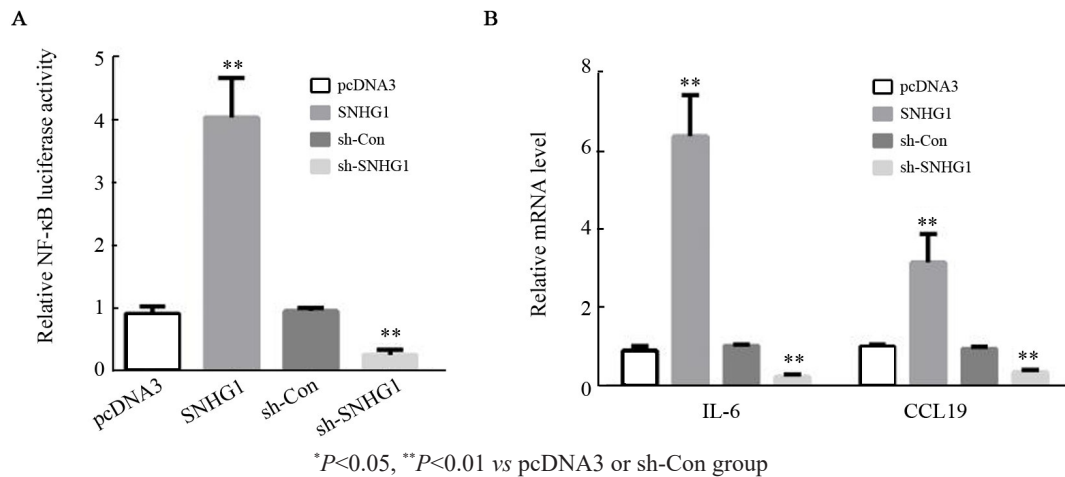 A
B
Relative NF-κB luciferase activity
5
4
3
2
1
0
**
**
pcDNA3
SNHG1
sh-Con
sh-SNHG1
pcDNA3
SNHG1
sh-Con
sh-SNHG1
Relative mRNA level
8
6
4
2
0
**
**
**
**
pcDNA3
SNHG1
sh-Con
sh-SNHG1
IL-6
CCL19
*P<0.05, **P<0.01 vs pcDNA3 or sh-Con group